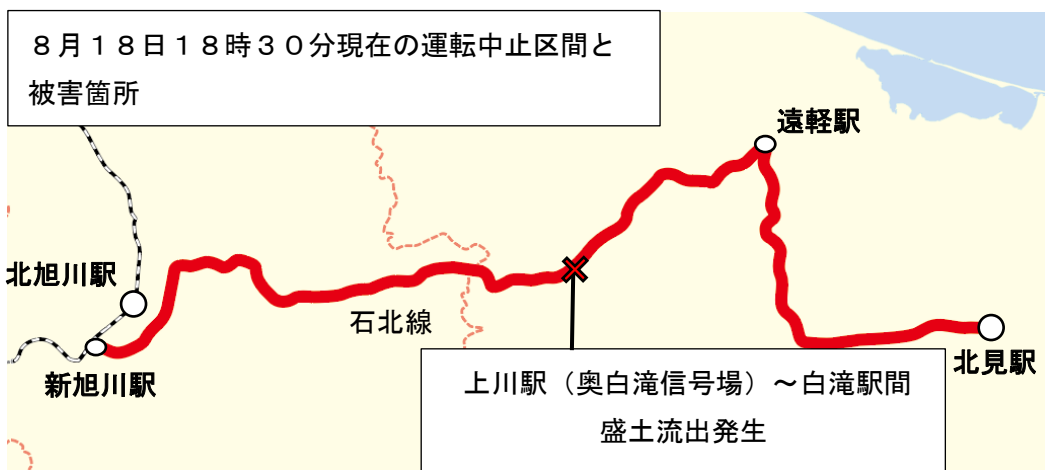 ８月１８日１８時３０分現在の運転中止区間と
被害箇所
遠軽駅
北旭川駅
石北線
新旭川駅
北見駅
上川駅（奥白滝信号場）～白滝駅間
盛土流出発生